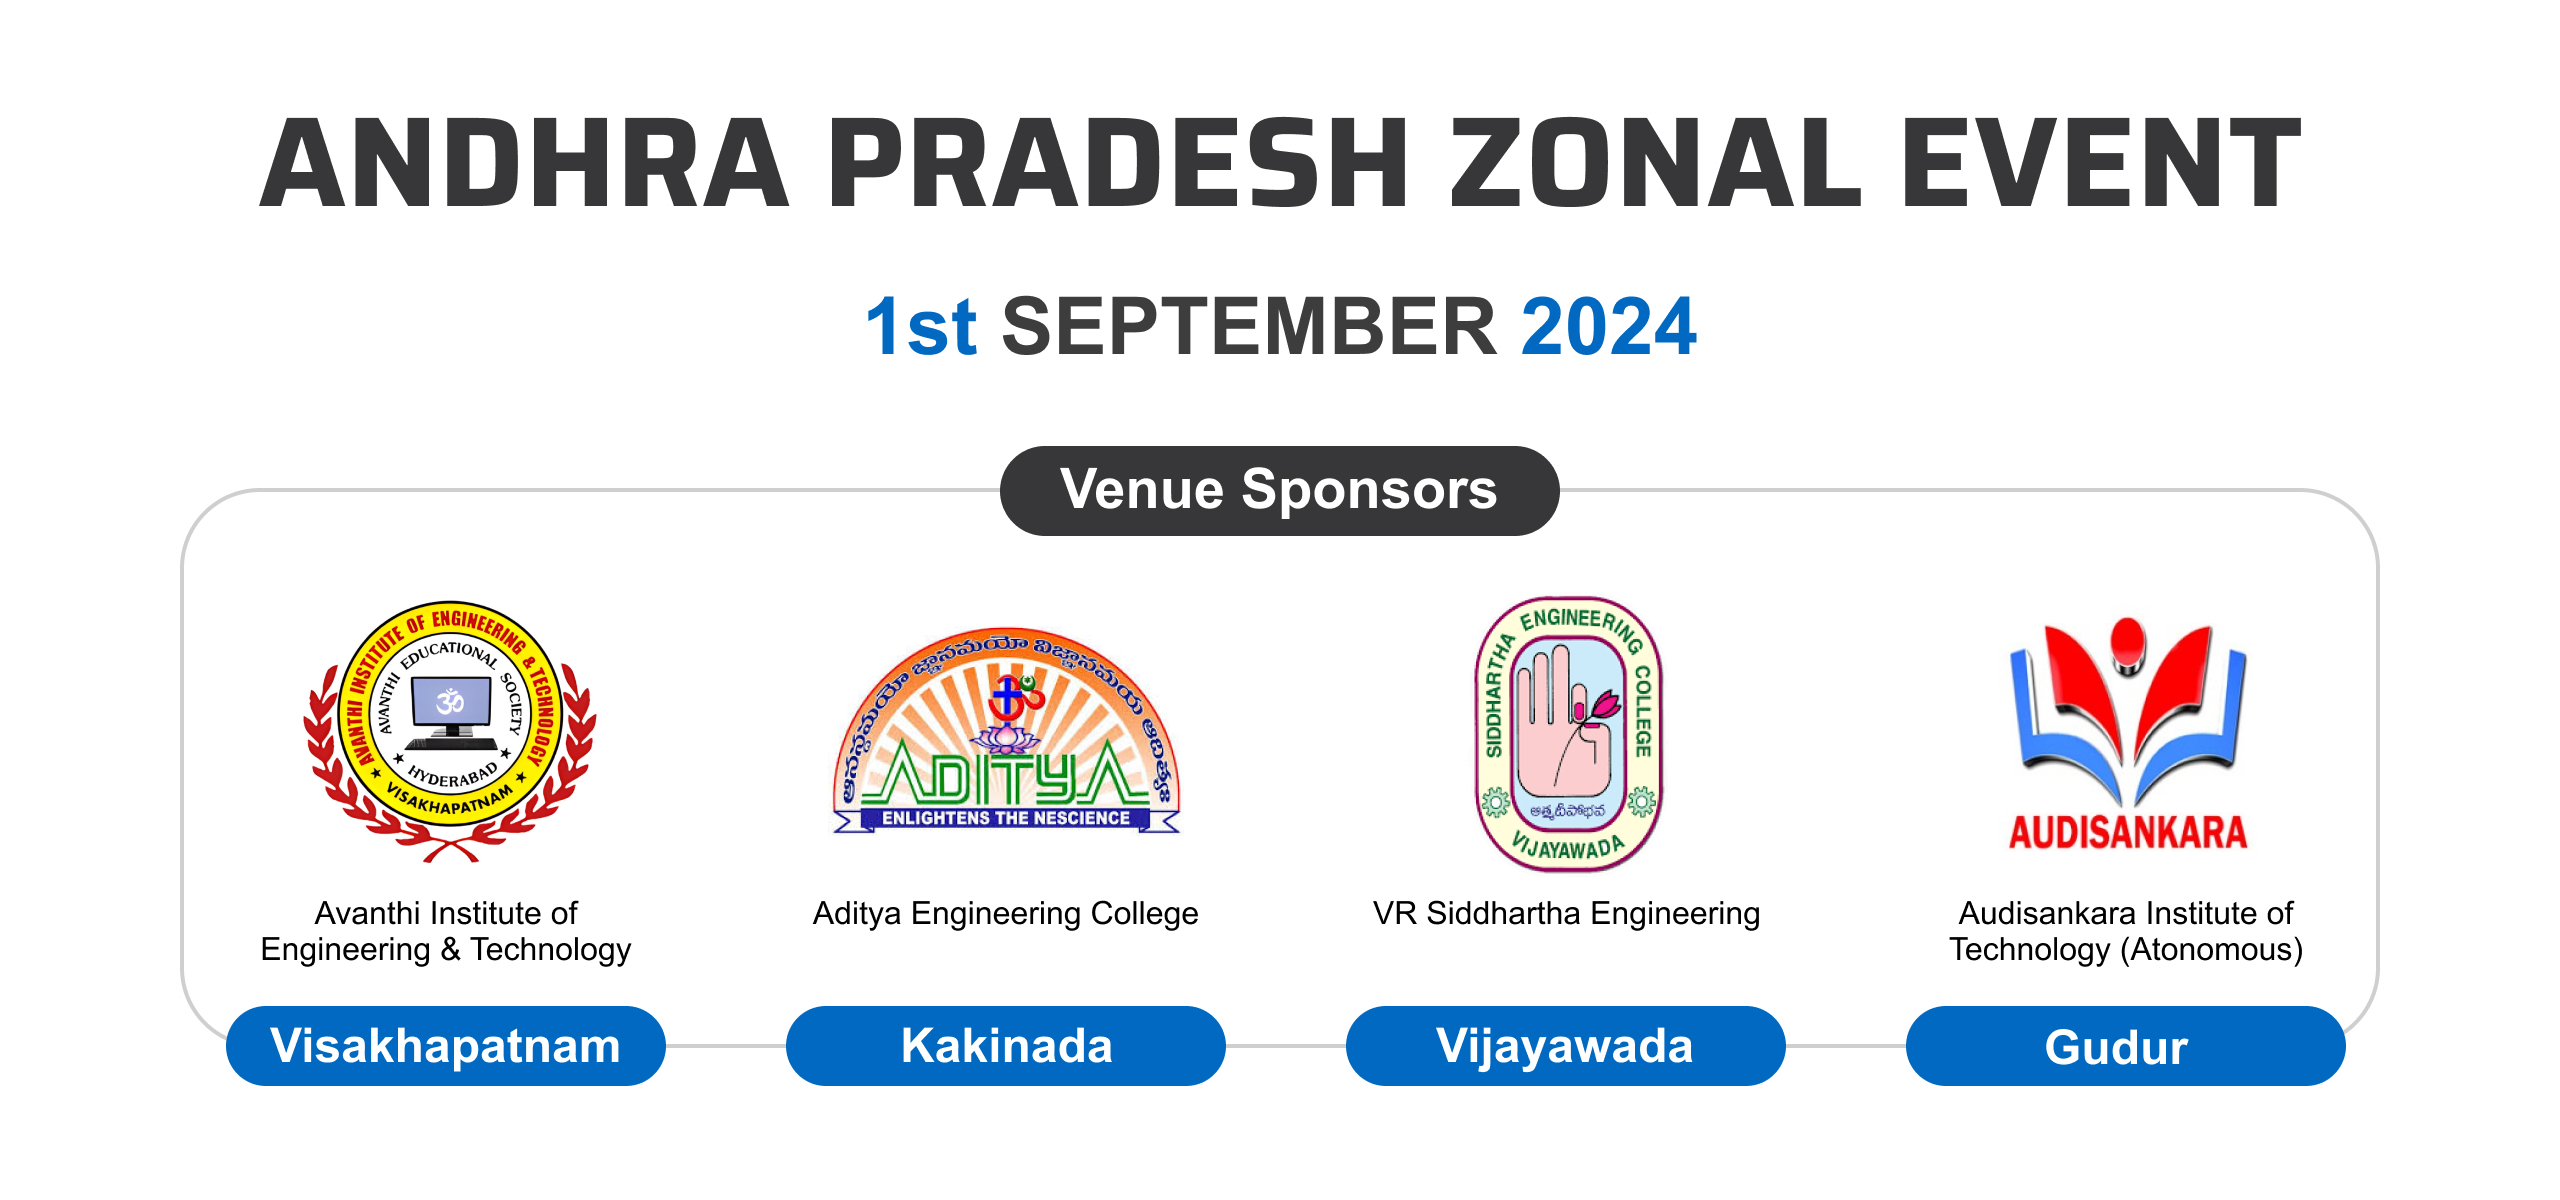 ANDHRA PRADESH ZONAL EVENT
1st SEPTEMBER 2024
Venue Sponsors
AVANTHI INSTITUTE OF ENGINEERING & TECHNOLOGY
VISAKHAPATNAM
AVANTHI EDUCATIONAL SOCIETY
HYDERABAD
ॐ
Avanthi Institute of
Engineering & Technology
Visakhapatnam
ADITYA
ENLIGHTENS THE NESCIENCE
Aditya Engineering College
Kakinada
SIDDHARTHA ENGINEERING COLLEGE
VIJAYAWADA
VR Siddhartha Engineering
Vijayawada
AUDISANKARA
Audisankara Institute of
Technology (Atonomous)
Gudur